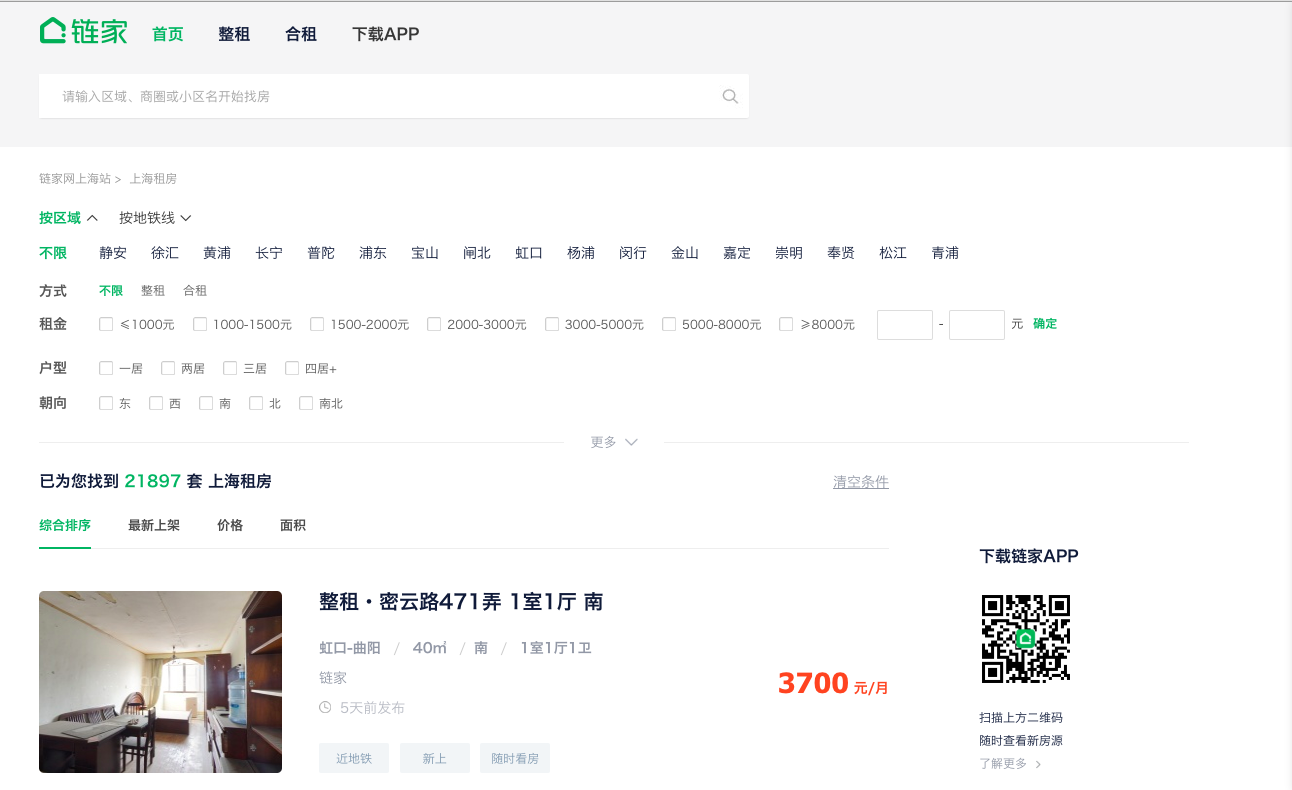 链家 首页 整租 合租 下载APP
请输入区域、商圈或小区名开始找房
链家网上海站 > 上海租房
按区域 按地铁线
不限 静安 徐汇 黄浦 长宁 普陀 浦东 宝山 闸北 虹口 杨浦 闵行 金山 嘉定 崇明 奉贤 松江 青浦
方式 不限 整租 合租
租金 ≤1000元 1000-1500元 1500-2000元 2000-3000元 3000-5000元 5000-8000元 ≥8000元 - 元 确定
户型 一居 两居 三居 四居+
朝向 东 西 南 北 南北
更多
已为您找到 21897 套 上海租房 清空条件
综合排序 最新上架 价格 面积
整租·密云路471弄 1室1厅 南
虹口-曲阳 / 40㎡ / 南 / 1室1厅1卫
链家
3700 元/月
5天前发布
近地铁 新上 随时看房
下载链家APP
扫描上方二维码
随时查看新房源
了解更多 >